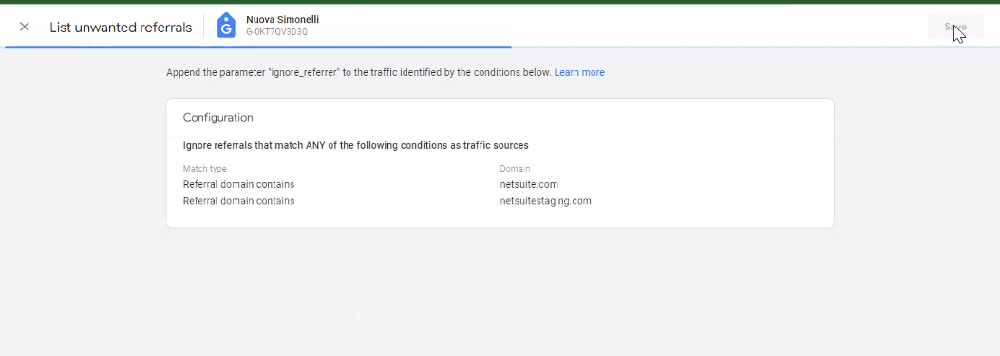 List unwanted referrals
Nuova Simonelli
G-0KT7QV3D3Q
Save
Append the parameter "ignore_referrer" to the traffic identified by the conditions below. Learn more
Configuration
Ignore referrals that match ANY of the following conditions as traffic sources
Match type Domain
Referral domain contains netsuite.com
Referral domain contains netsuitestaging.com